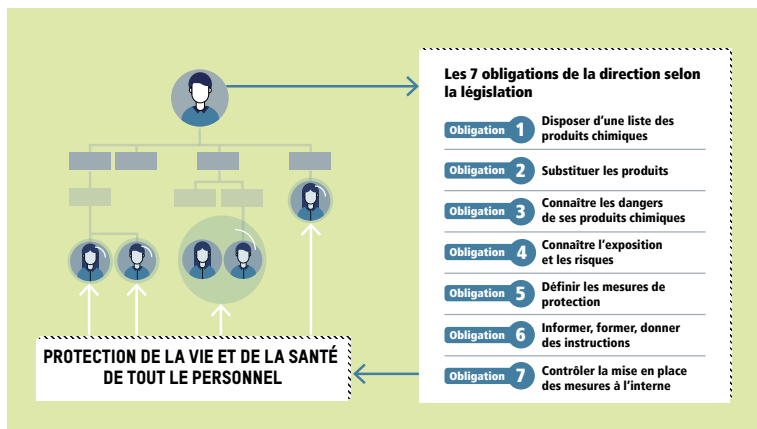 Les 7 obligations de la direction selon
la législation
Obligation 1
Disposer d’une liste des
produits chimiques
Obligation 2
Substituer les produits
Obligation 3
Connaître les dangers
de ses produits chimiques
Obligation 4
Connaître l’exposition
et les risques
Obligation 5
Définir les mesures de
protection
Obligation 6
Informer, former, donner
des instructions
Obligation 7
Contrôler la mise en place
des mesures à l’interne
PROTECTION DE LA VIE ET DE LA SANTÉ
DE TOUT LE PERSONNEL